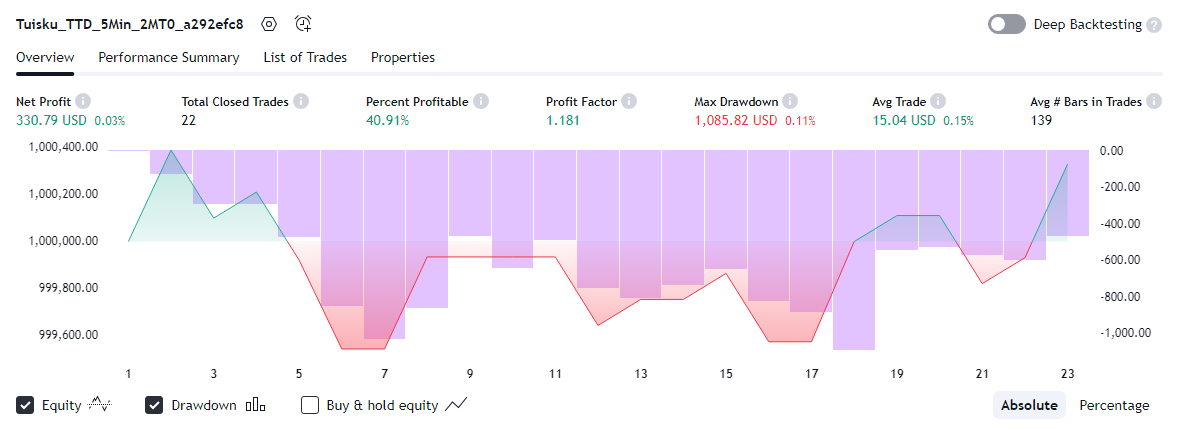 Tuisku_TTD_5Min_2MT0_a292efc8 Deep Backtesting ?
Overview Performance Summary List of Trades Properties
Net Profit i Total Closed Trades i Percent Profitable i Profit Factor i Max Drawdown i Avg Trade i Avg # Bars in Trades i
330.79 USD 0.03% 22 40.91% 1.181 1,085.82 USD 0.11% 15.04 USD 0.15% 139
1,000,400.00 0.00
1,000,200.00 -200.00
-400.00
1,000,000.00
-600.00
999,800.00 -800.00
999,600.00 -1,000.00
1 3 5 7 9 11 13 15 17 19 21 23
Equity Drawdown Buy & hold equity Absolute Percentage